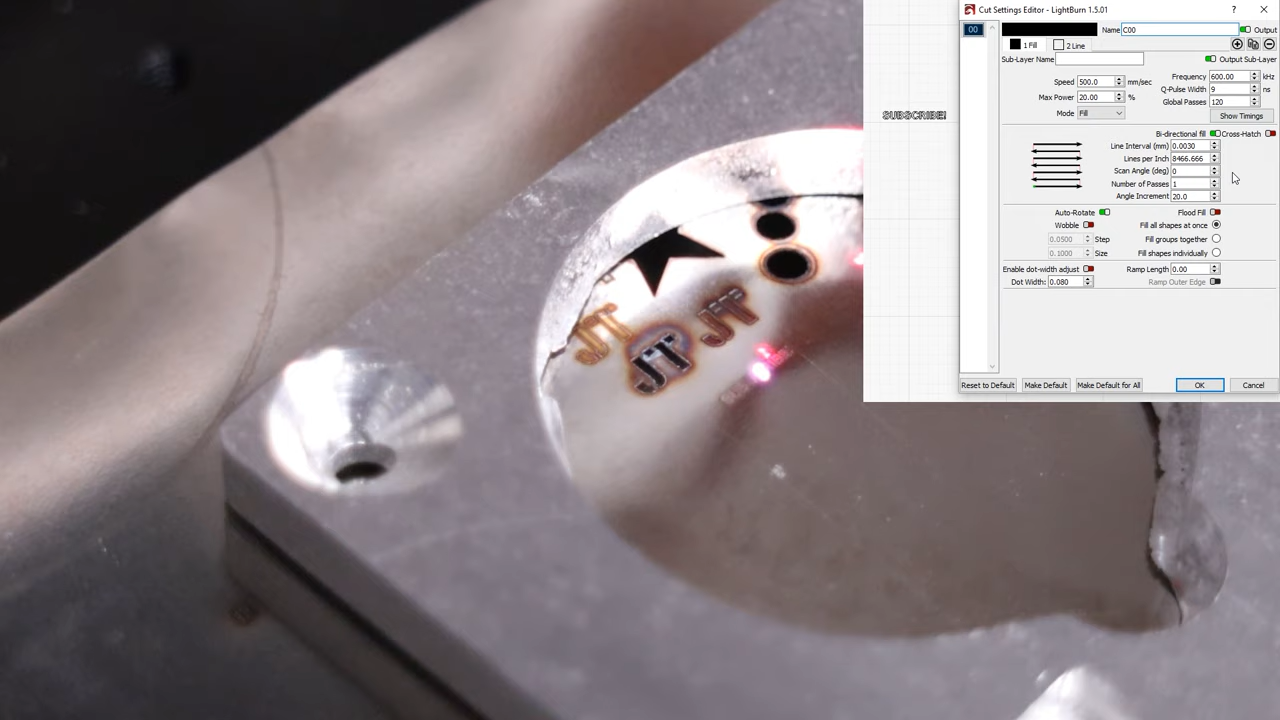 Cut Settings Editor - LightBurn 1.5.01
?
00
Name C00 Output
1 Fill 2 Line
Sub-Layer Name Output Sub-Layer
Speed 500.0 mm/sec
Max Power 20.00 %
Mode Fill
Frequency 600.00 kHz
Q-Pulse Width 9 ns
Global Passes 120
Show Timings
Bi-directional fill Cross-Hatch
Line Interval (mm) 0.0030
Lines per Inch 8466.666
Scan Angle (deg) 0
Number of Passes 1
Angle Increment 20.0
Auto-Rotate Flood Fill
Wobble Fill all shapes at once
0.0500 Step Fill groups together
0.1000 Size Fill shapes individually
Enable dot-width adjust Ramp Length 0.00
Dot Width: 0.080 Ramp Outer Edge
Reset to Default Make Default Make Default for All OK Cancel
SUBSCRIBE!
JT
JT
JT